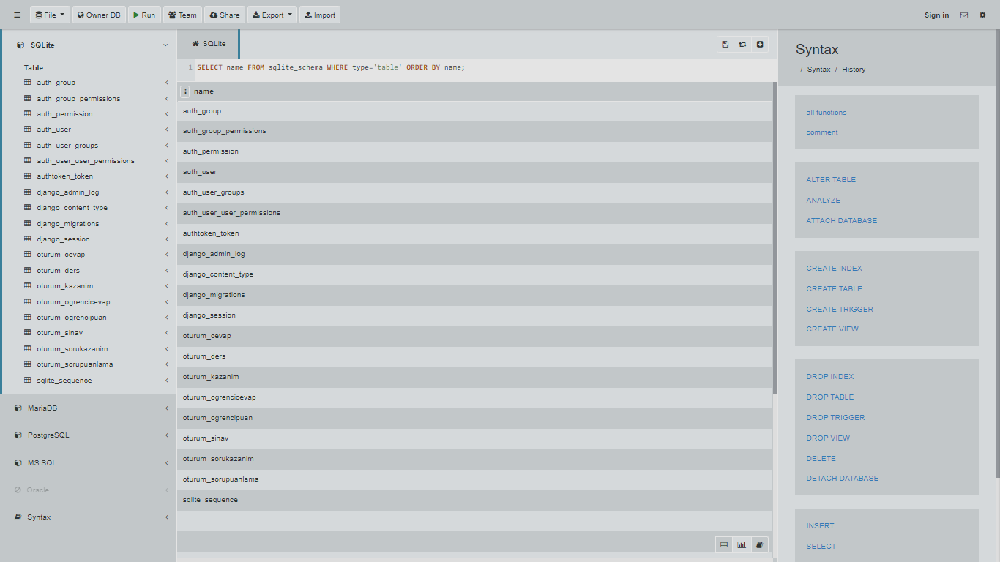 File Owner DB Run Team Share Export Import Sign in
SQLite
Table
auth_group
auth_group_permissions
auth_permission
auth_user
auth_user_groups
auth_user_user_permissions
authtoken_token
django_admin_log
django_content_type
django_migrations
django_session
oturum_cevap
oturum_ders
oturum_kazanim
oturum_ogrencicevap
oturum_ogrencipuan
oturum_sinav
oturum_sorukazanim
oturum_sorupuanlama
sqlite_sequence
MariaDB
PostgreSQL
MS SQL
Oracle
Syntax
SQLite
1 SELECT name FROM sqlite_schema WHERE type='table' ORDER BY name;
name
auth_group
auth_group_permissions
auth_permission
auth_user
auth_user_groups
auth_user_user_permissions
authtoken_token
django_admin_log
django_content_type
django_migrations
django_session
oturum_cevap
oturum_ders
oturum_kazanim
oturum_ogrencicevap
oturum_ogrencipuan
oturum_sinav
oturum_sorukazanim
oturum_sorupuanlama
sqlite_sequence
Syntax
/ Syntax / History
all functions
comment
ALTER TABLE
ANALYZE
ATTACH DATABASE
CREATE INDEX
CREATE TABLE
CREATE TRIGGER
CREATE VIEW
DROP INDEX
DROP TABLE
DROP TRIGGER
DROP VIEW
DELETE
DETACH DATABASE
INSERT
SELECT